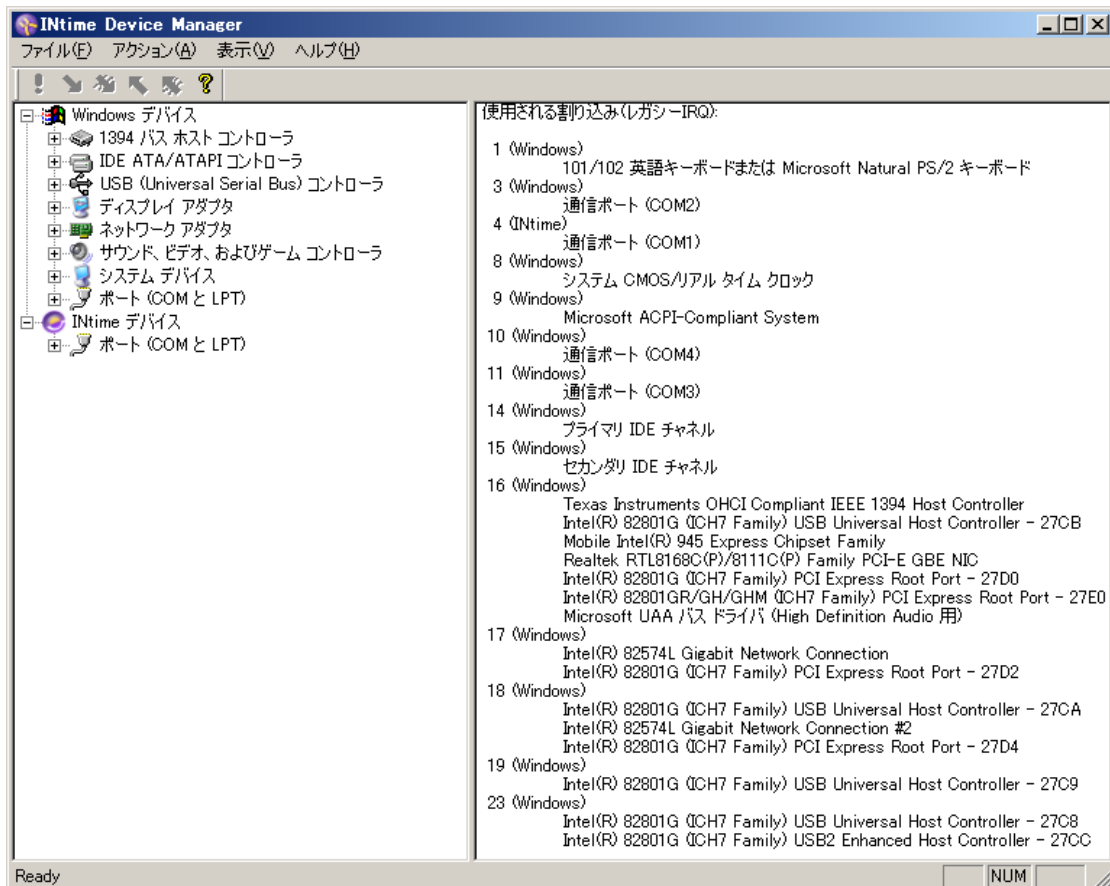 INtime Device Manager
ファイル(F) アクション(A) 表示(V) ヘルプ(H)
Windows デバイス
1394 バス ホスト コントローラ
IDE ATA/ATAPI コントローラ
USB (Universal Serial Bus) コントローラ
ディスプレイ アダプタ
ネットワーク アダプタ
サウンド、ビデオ、およびゲーム コントローラ
システム デバイス
ポート (COM と LPT)
INtime デバイス
ポート (COM と LPT)
使用される割り込み(レガシーIRQ):
1 (Windows)
101/102 英語キーボードまたは Microsoft Natural PS/2 キーボード
3 (Windows)
通信ポート (COM2)
4 (INtime)
通信ポート (COM1)
8 (Windows)
システム CMOS/リアル タイム クロック
9 (Windows)
Microsoft ACPI-Compliant System
10 (Windows)
通信ポート (COM4)
11 (Windows)
通信ポート (COM3)
14 (Windows)
プライマリ IDE チャネル
15 (Windows)
セカンダリ IDE チャネル
16 (Windows)
Texas Instruments OHCI Compliant IEEE 1394 Host Controller
Intel(R) 82801G (ICH7 Family) USB Universal Host Controller - 27CB
Mobile Intel(R) 945 Express Chipset Family
Realtek RTL8168C(P)/8111C(P) Family PCI-E GBE NIC
Intel(R) 82801G (ICH7 Family) PCI Express Root Port - 27D0
Intel(R) 82801GR/GH/GHM (ICH7 Family) PCI Express Root Port - 27E0
Microsoft UAA バス ドライバ (High Definition Audio 用)
17 (Windows)
Intel(R) 82574L Gigabit Network Connection
Intel(R) 82801G (ICH7 Family) PCI Express Root Port - 27D2
18 (Windows)
Intel(R) 82801G (ICH7 Family) USB Universal Host Controller - 27CA
Intel(R) 82574L Gigabit Network Connection #2
Intel(R) 82801G (ICH7 Family) PCI Express Root Port - 27D4
19 (Windows)
Intel(R) 82801G (ICH7 Family) USB Universal Host Controller - 27C9
23 (Windows)
Intel(R) 82801G (ICH7 Family) USB Universal Host Controller - 27C8
Intel(R) 82801G (ICH7 Family) USB2 Enhanced Host Controller - 27CC
Ready NUM